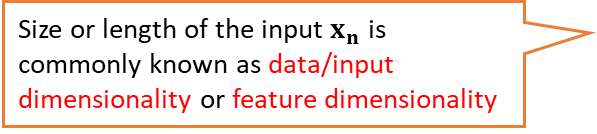 Size or length of the input xₙ is
commonly known as data/input
dimensionality or feature dimensionality